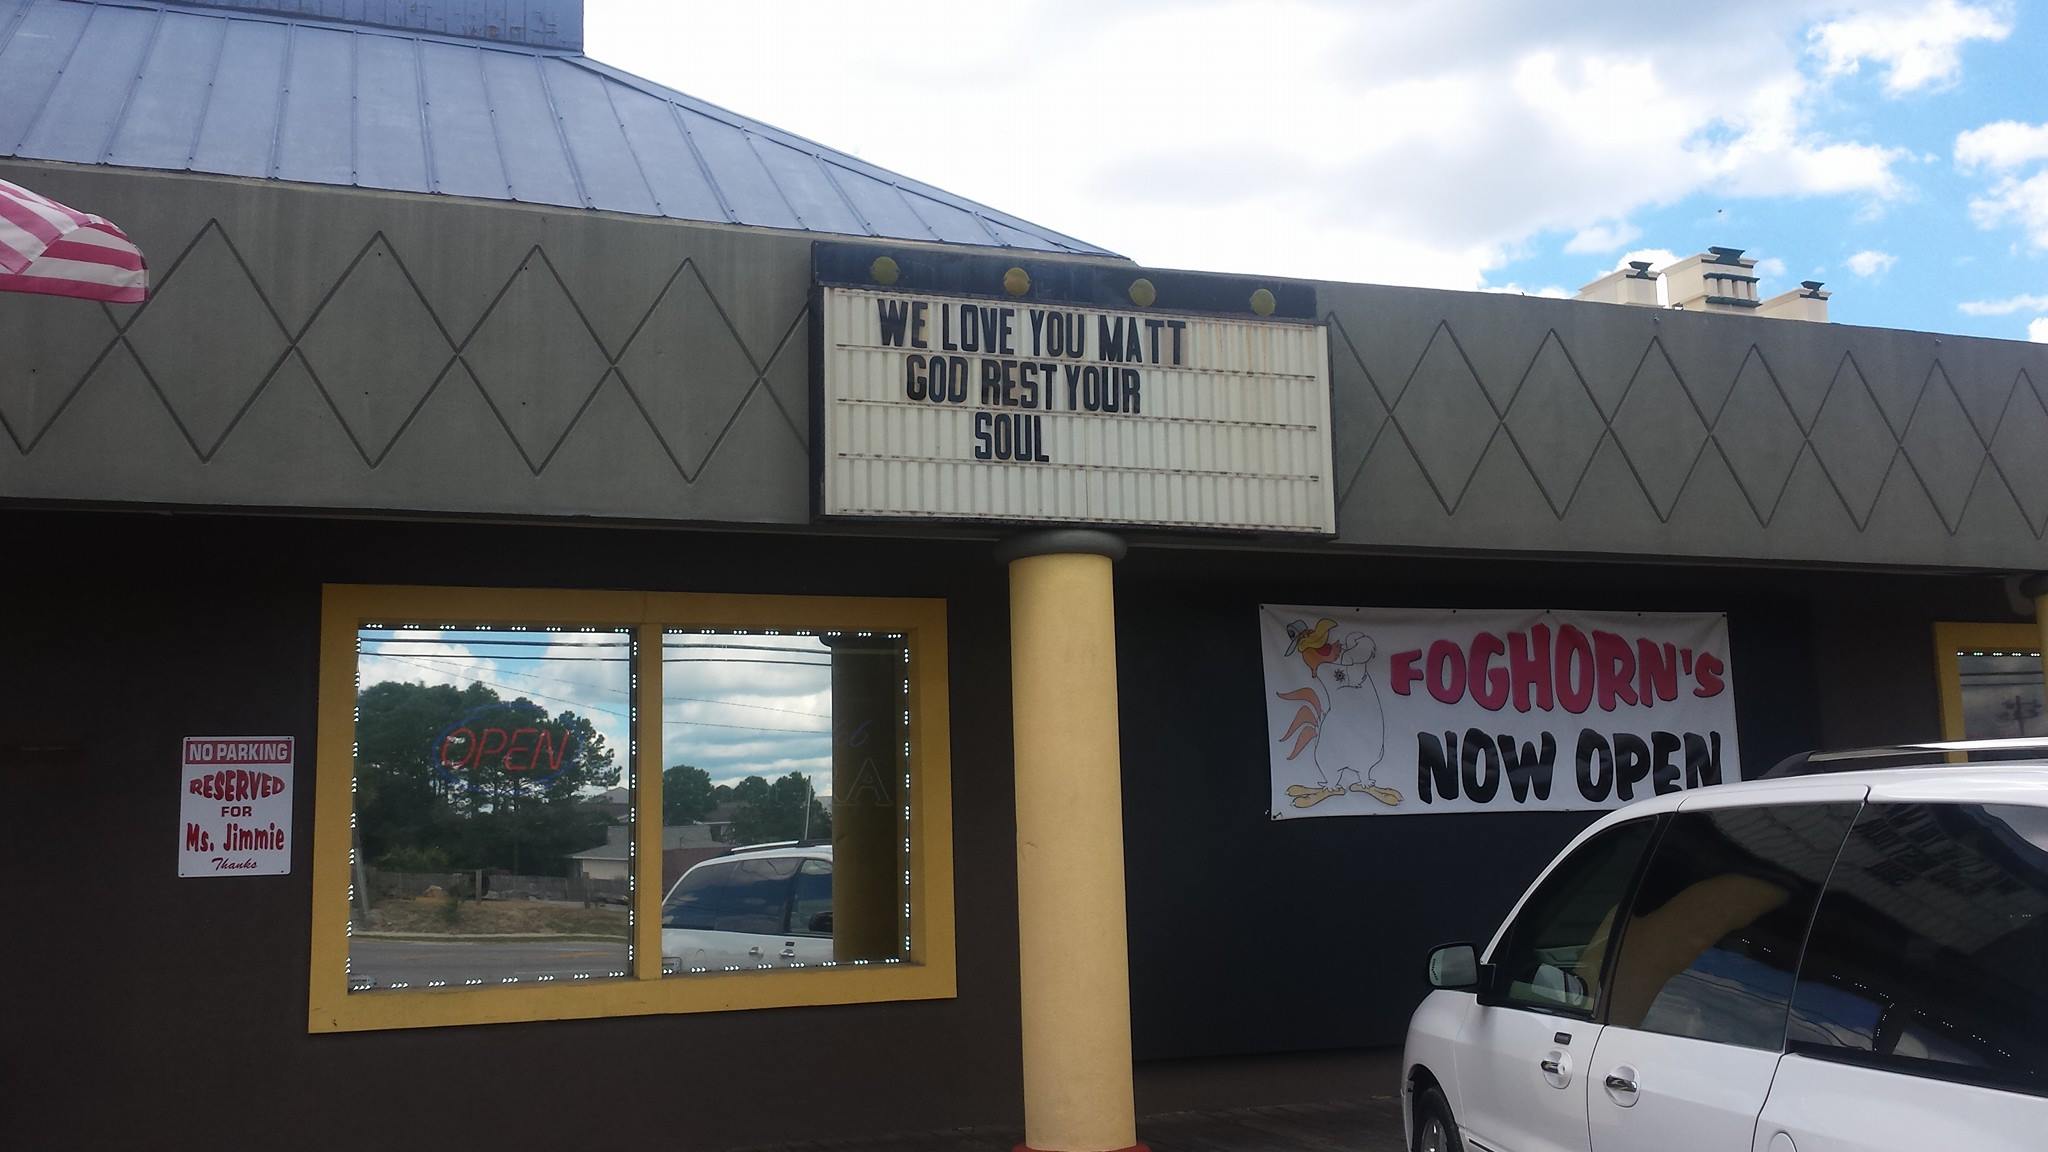 WE LOVE YOU MATT
GOD REST YOUR
SOUL
FOGHORN'S
NOW OPEN
OPEN
NO PARKING
RESERVED
FOR
Ms. Jimmie
Thanks